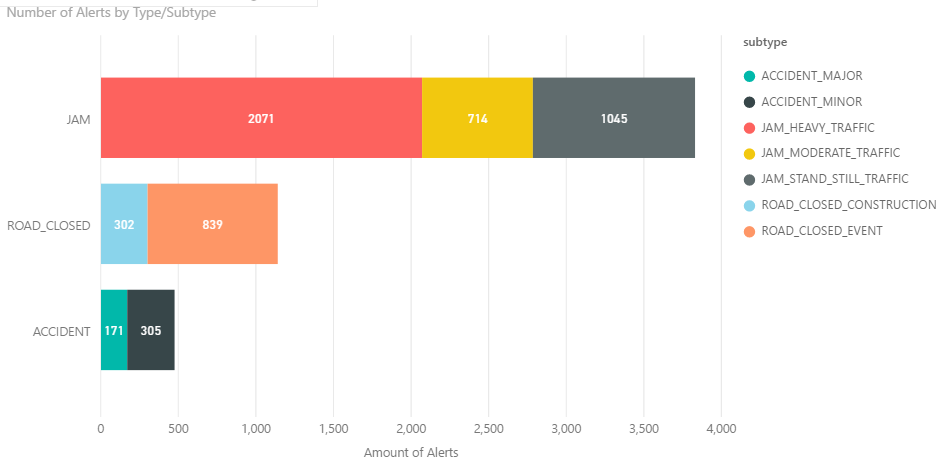 Number of Alerts by Type/Subtype
subtype
ACCIDENT_MAJOR
ACCIDENT_MINOR
JAM_HEAVY_TRAFFIC
JAM_MODERATE_TRAFFIC
JAM_STAND_STILL_TRAFFIC
ROAD_CLOSED_CONSTRUCTION
ROAD_CLOSED_EVENT
JAM 2071 714 1045
ROAD_CLOSED 302 839
ACCIDENT 171 305
0 500 1,000 1,500 2,000 2,500 3,000 3,500 4,000
Amount of Alerts